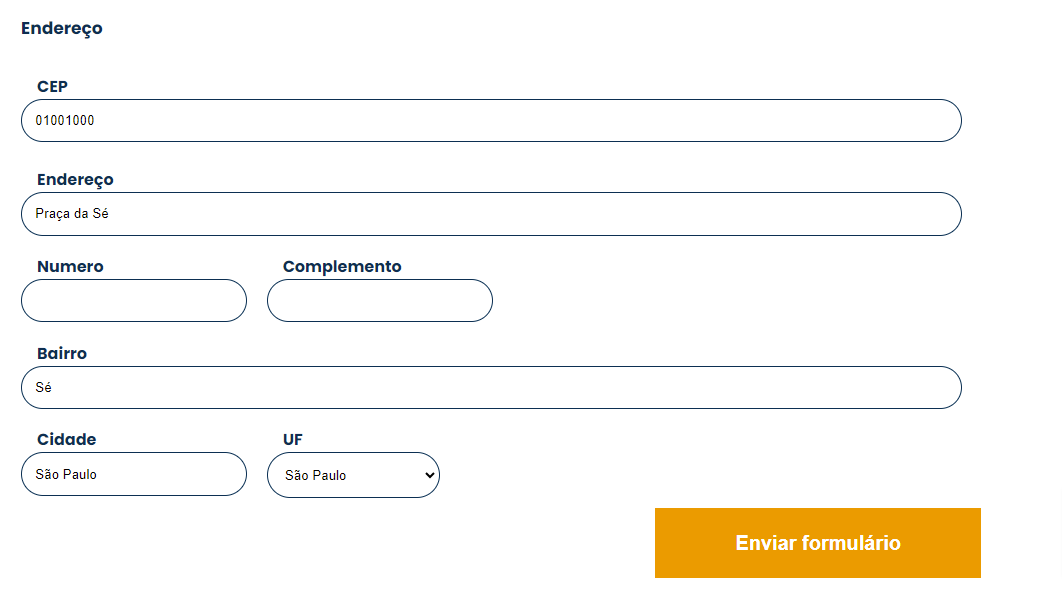 Endereço
CEP
01001000
Endereço
Praça da Sé
Numero Complemento
Bairro
Sé
Cidade UF
São Paulo São Paulo
Enviar formulário